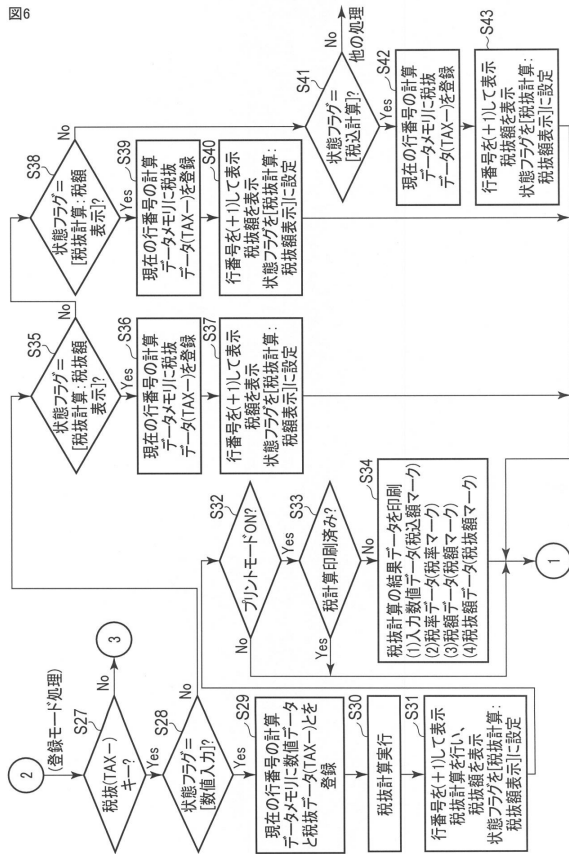 図6
2
(登録モード処理)
S27
税抜(TAX−)
キー?
No
3
Yes
S28
状態フラグ=
[数値入力]?
No
Yes
S29
現在の行番号の計算
データメモリに数値データ
と税抜データ(TAX−)とを
登録
S30
税抜計算実行
S31
行番号を(+1)して表示
税抜計算を行い、
税抜額を表示
状態フラグを[税抜計算:
税抜額表示]に設定
S32
プリントモードON?
No
Yes
S33
税計算印刷済み?
Yes
No
S34
税抜計算の結果データを印刷
(1)入力数値データ(税込額マーク)
(2)税率データ(税率マーク)
(3)税額データ(税額マーク)
(4)税抜額データ(税抜額マーク)
1
S35
状態フラグ=
[税抜計算:税抜額
表示]?
No
Yes
S36
現在の行番号の計算
データメモリに税抜
データ(TAX−)を登録
S37
行番号を(+1)して表示
税額を表示
状態フラグを[税抜計算:
税額表示]に設定
S38
状態フラグ=
[税抜計算:税額
表示]?
No
Yes
S39
現在の行番号の計算
データメモリに税抜
データ(TAX−)を登録
S40
行番号を(+1)して表示
税抜額を表示
状態フラグを[税抜計算:
税抜額表示]に設定
S41
状態フラグ=
[税込計算]?
No
他の処理
Yes
S42
現在の行番号の計算
データメモリに税抜
データ(TAX−)を登録
S43
行番号を(+1)して表示
税抜額を表示
状態フラグを[税抜計算:
税抜額表示]に設定